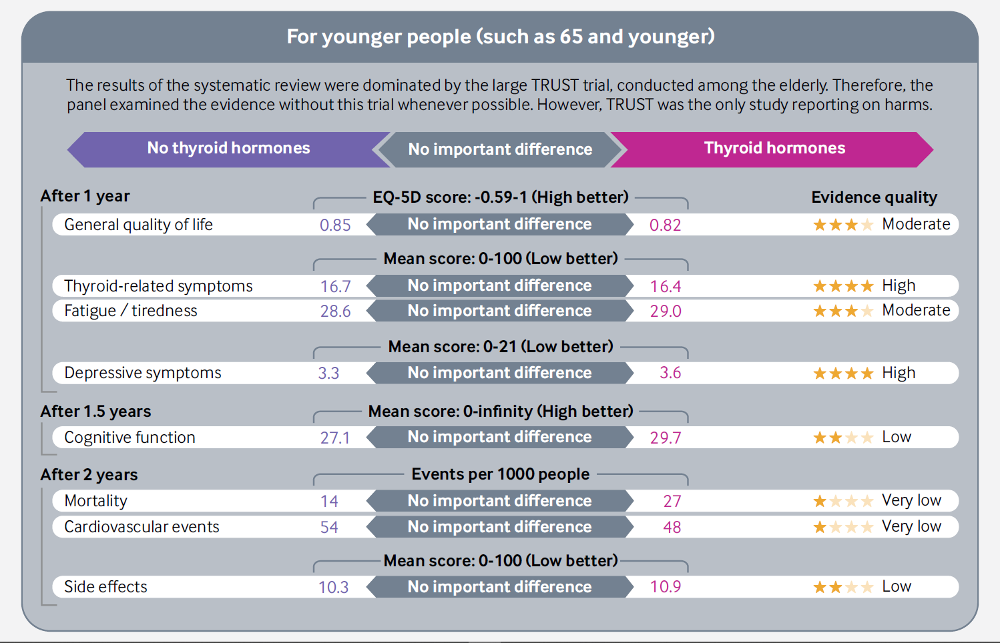 For younger people (such as 65 and younger)
The results of the systematic review were dominated by the large TRUST trial, conducted among the elderly. Therefore, the
panel examined the evidence without this trial whenever possible. However, TRUST was the only study reporting on harms.
No thyroid hormones No important difference Thyroid hormones
After 1 year EQ-5D score: -0.59-1 (High better) Evidence quality
General quality of life 0.85 No important difference 0.82 Moderate
Mean score: 0-100 (Low better)
Thyroid-related symptoms 16.7 No important difference 16.4 High
Fatigue / tiredness 28.6 No important difference 29.0 Moderate
Mean score: 0-21 (Low better)
Depressive symptoms 3.3 No important difference 3.6 High
After 1.5 years Mean score: 0-infinity (High better)
Cognitive function 27.1 No important difference 29.7 Low
After 2 years Events per 1000 people
Mortality 14 No important difference 27 Very low
Cardiovascular events 54 No important difference 48 Very low
Mean score: 0-100 (Low better)
Side effects 10.3 No important difference 10.9 Low